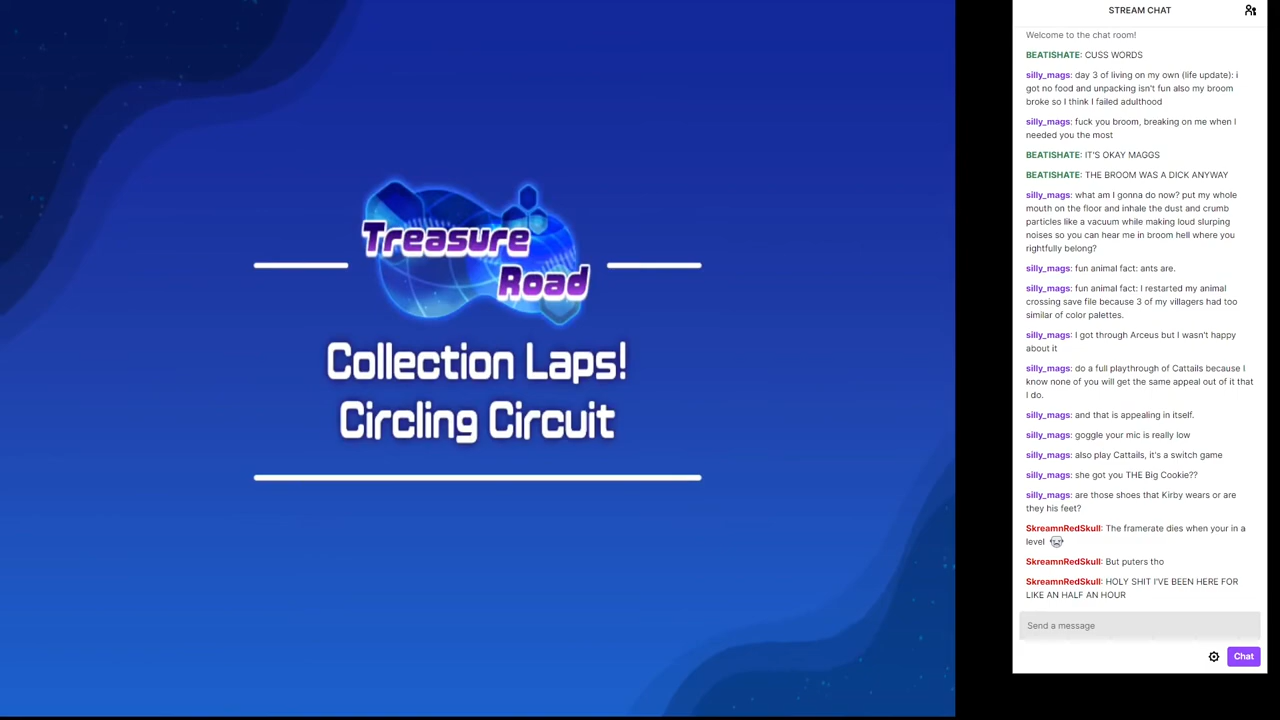 Treasure
Road
Collection Laps!
Circling Circuit
STREAM CHAT
Welcome to the chat room!
BEATISHATE: CUSS WORDS
silly_mags: day 3 of living on my own (life update): i
got no food and unpacking isn't fun also my broom
broke so I think I failed adulthood
silly_mags: fuck you broom, breaking on me when I
needed you the most
BEATISHATE: IT'S OKAY MAGGS
BEATISHATE: THE BROOM WAS A DICK ANYWAY
silly_mags: what am I gonna do now? put my whole
mouth on the floor and inhale the dust and crumb
particles like a vacuum while making loud slurping
noises so you can hear me in broom hell where you
rightfully belong?
silly_mags: fun animal fact: ants are.
silly_mags: fun animal fact: I restarted my animal
crossing save file because 3 of my villagers had too
similar of color palettes.
silly_mags: I got through Arceus but I wasn't happy
about it
silly_mags: do a full playthrough of Cattails because I
know none of you will get the same appeal out of it that
I do.
silly_mags: and that is appealing in itself.
silly_mags: goggle your mic is really low
silly_mags: also play Cattails, it's a switch game
silly_mags: she got you THE Big Cookie??
silly_mags: are those shoes that Kirby wears or are
they his feet?
SkreamnRedSkull: The framerate dies when your in a
level
SkreamnRedSkull: But puters tho
SkreamnRedSkull: HOLY SHIT I'VE BEEN HERE FOR
LIKE AN HALF AN HOUR
Send a message
Chat